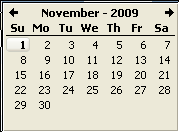 November - 2009
Su Mo Tu We Th Fr Sa
1 2 3 4 5 6 7
8 9 10 11 12 13 14
15 16 17 18 19 20 21
22 23 24 25 26 27 28
29 30